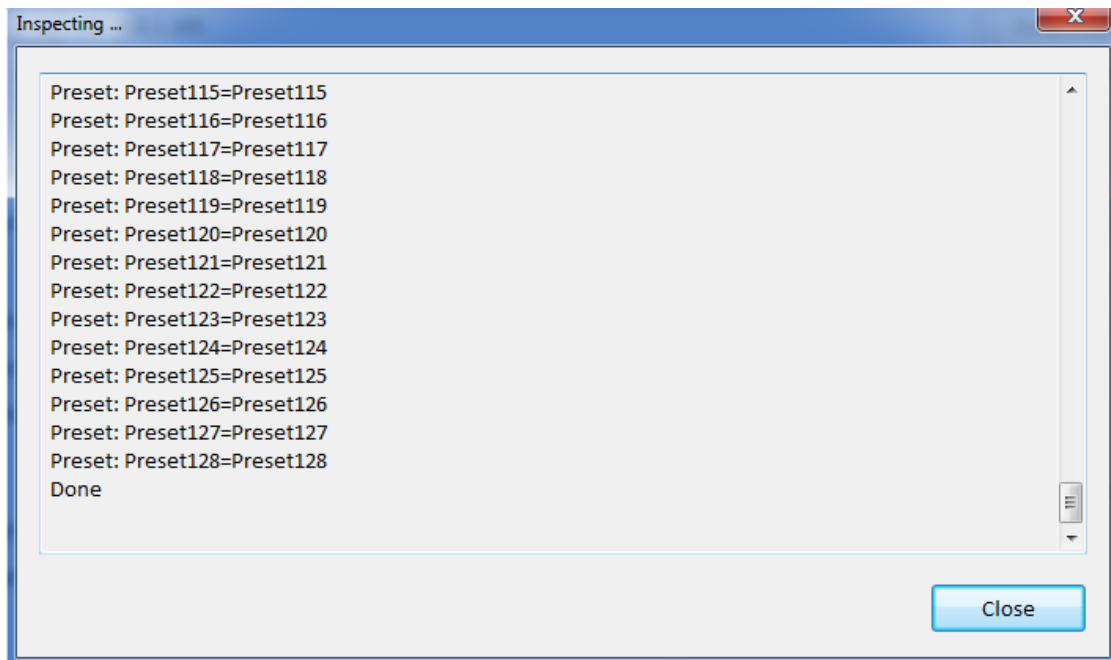 Inspecting ...
Preset: Preset115=Preset115
Preset: Preset116=Preset116
Preset: Preset117=Preset117
Preset: Preset118=Preset118
Preset: Preset119=Preset119
Preset: Preset120=Preset120
Preset: Preset121=Preset121
Preset: Preset122=Preset122
Preset: Preset123=Preset123
Preset: Preset124=Preset124
Preset: Preset125=Preset125
Preset: Preset126=Preset126
Preset: Preset127=Preset127
Preset: Preset128=Preset128
Done
Close